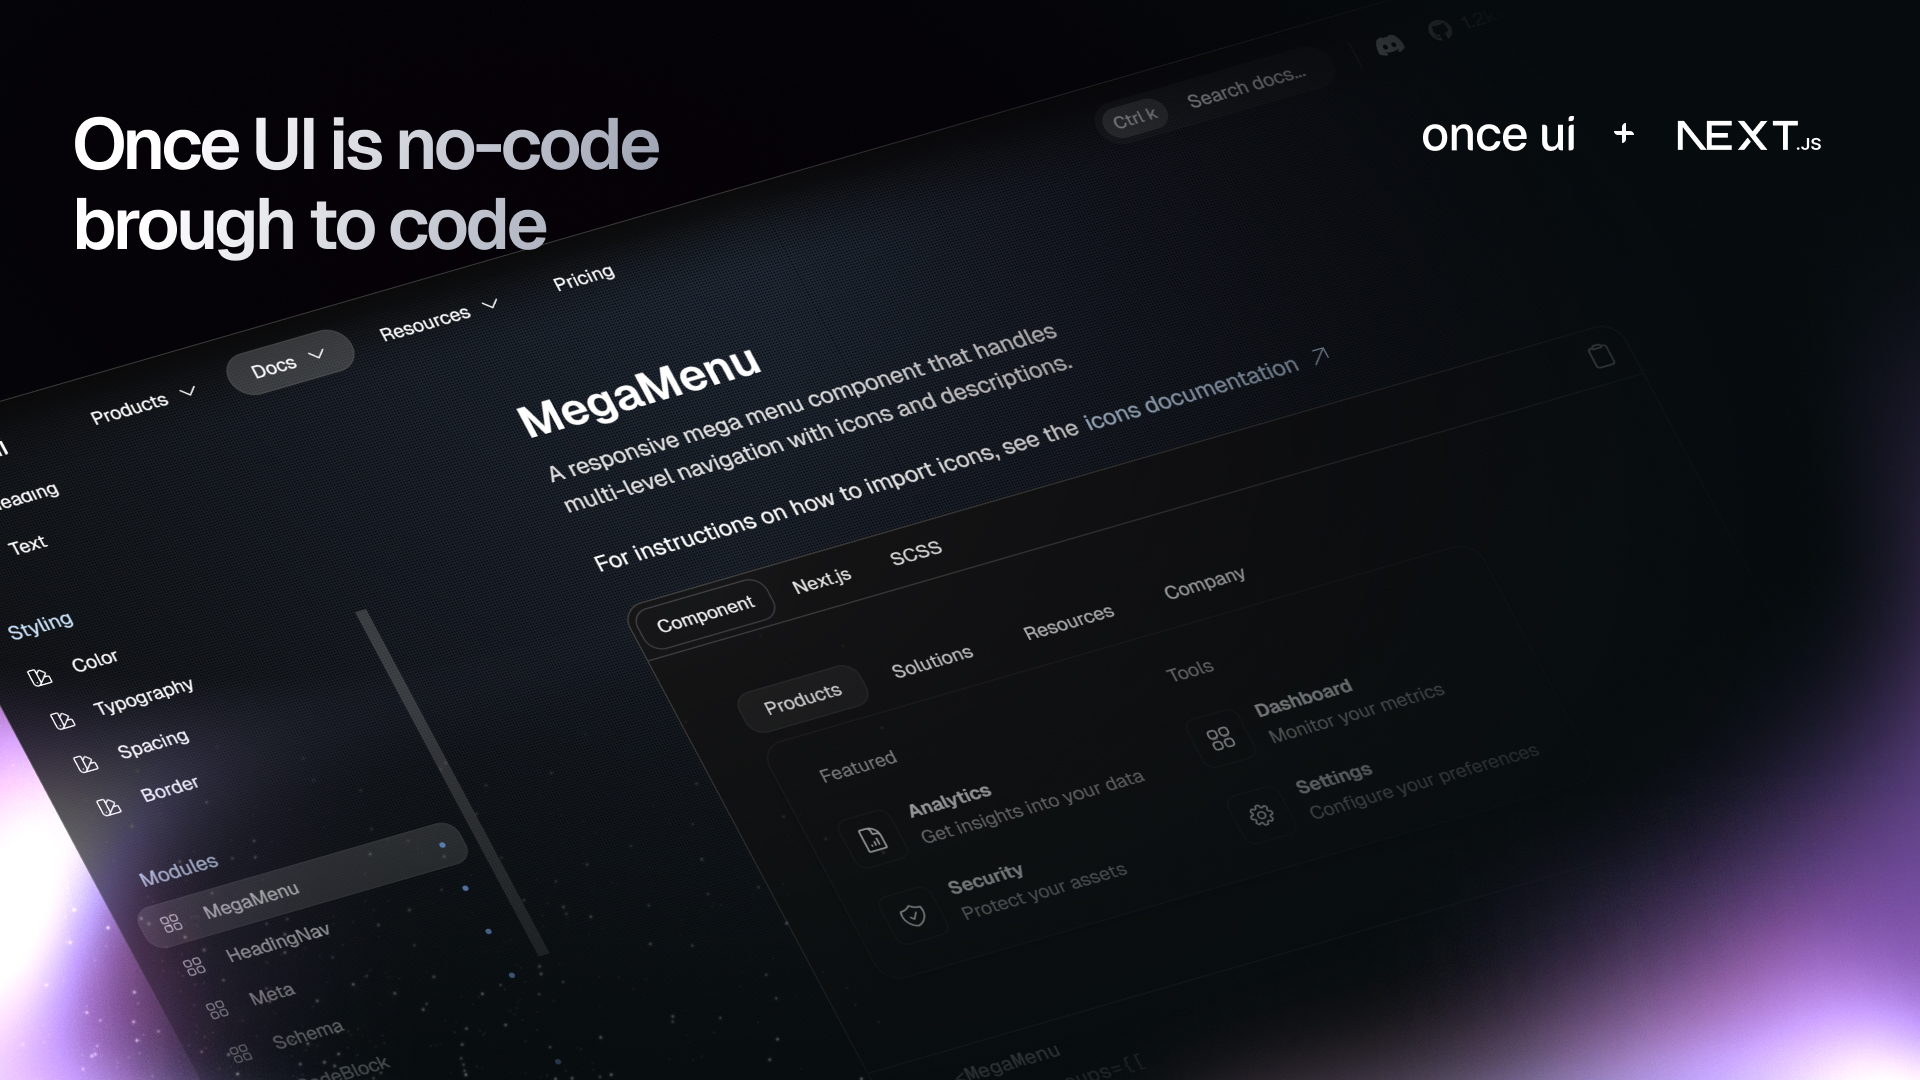 Once UI is no-code
brough to code
once ui + NEXT.JS
Ctrl k
Search docs...
Products
Docs
Resources
Pricing
Text
Styling
Color
Typography
Spacing
Border
Modules
MegaMenu
HeadingNav
Meta
Schema
MegaMenu
A responsive mega menu component that handles
multi-level navigation with icons and descriptions.
For instructions on how to import icons, see the icons documentation
Component
Next.js
SCSS
Products
Solutions
Resources
Company
Featured
Analytics
Get insights into your data
Security
Protect your assets
Tools
Dashboard
Monitor your metrics
Settings
Configure your preferences
<MegaMenu